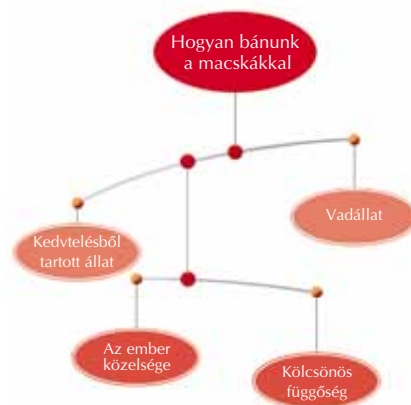 Hogyan bánunk
a macskákkal
Kedvtelésből
tartott állat
Vadállat
Az ember
közelsége
Kölcsönös
függőség